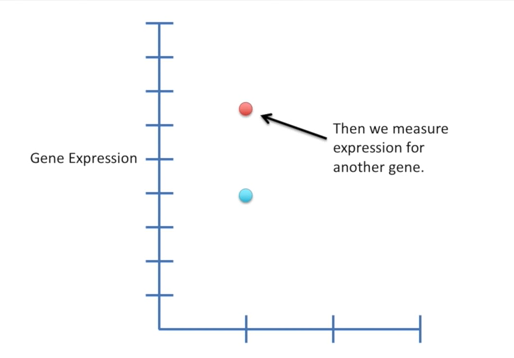 Gene Expression
Then we measure
expression for
another gene.